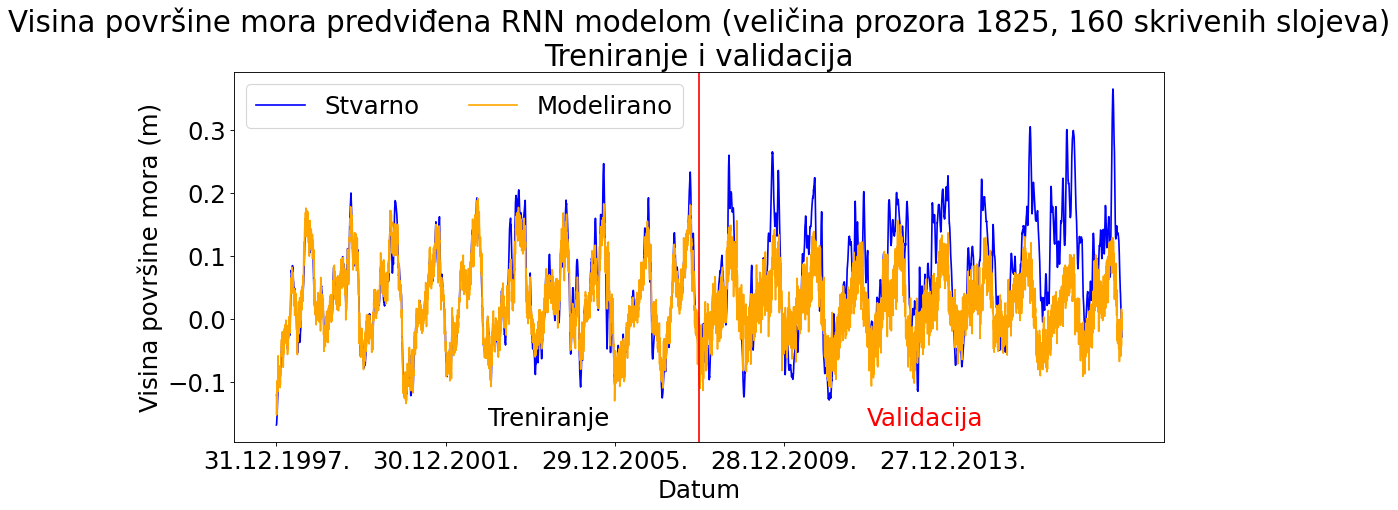 Visina površine mora predviđena RNN modelom (veličina prozora 1825, 160 skrivenih slojeva)
Treniranje i validacija
Stvarno
Modelirano
Visina površine mora (m)
0.3
0.2
0.1
0.0
−0.1
Treniranje
Validacija
31.12.1997.
30.12.2001.
29.12.2005.
28.12.2009.
27.12.2013.
Datum